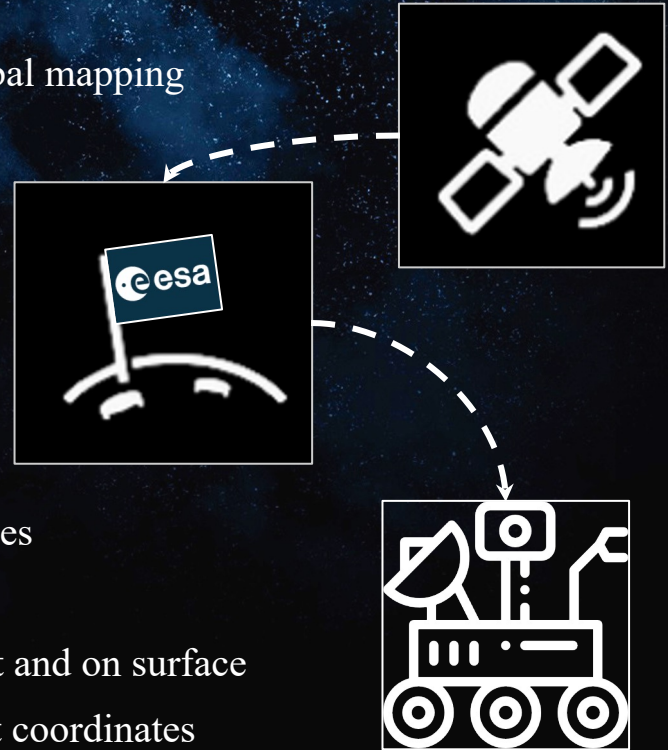 bal mapping
esa
es
t and on surface
t coordinates